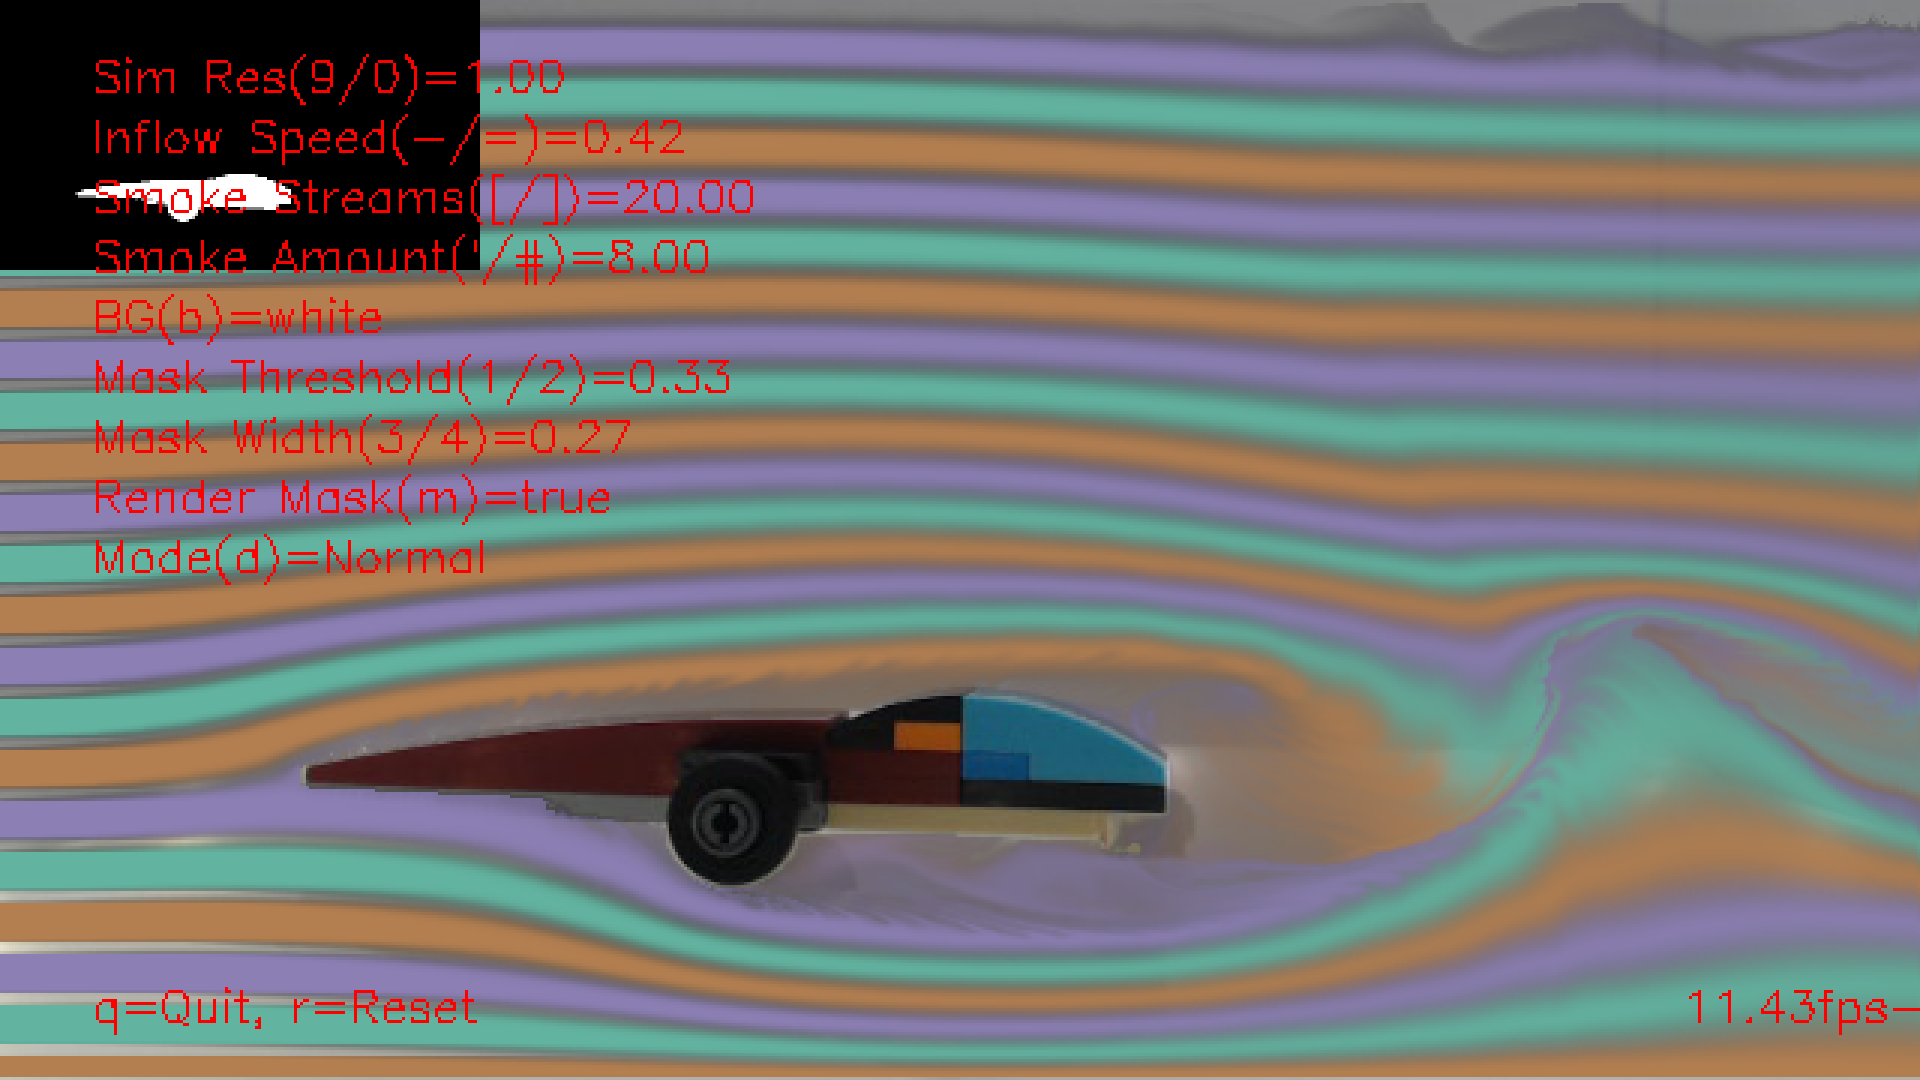 Sim Res(9/0)=1.00
Inflow Speed(-/=)=0.42
Smoke Streams([/])=20.00
Smoke Amount('/#)=8.00
BG(b)=white
Mask Threshold(1/2)=0.33
Mask Width(3/4)=0.27
Render Mask(m)=true
Mode(d)=Normal
q=Quit, r=Reset
11.43fps-